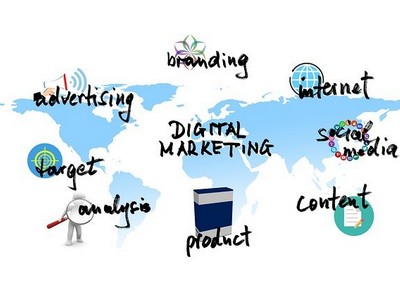 branding
advertising
internet
DIGITAL
MARKETING
social
media
target
analysis
content
product